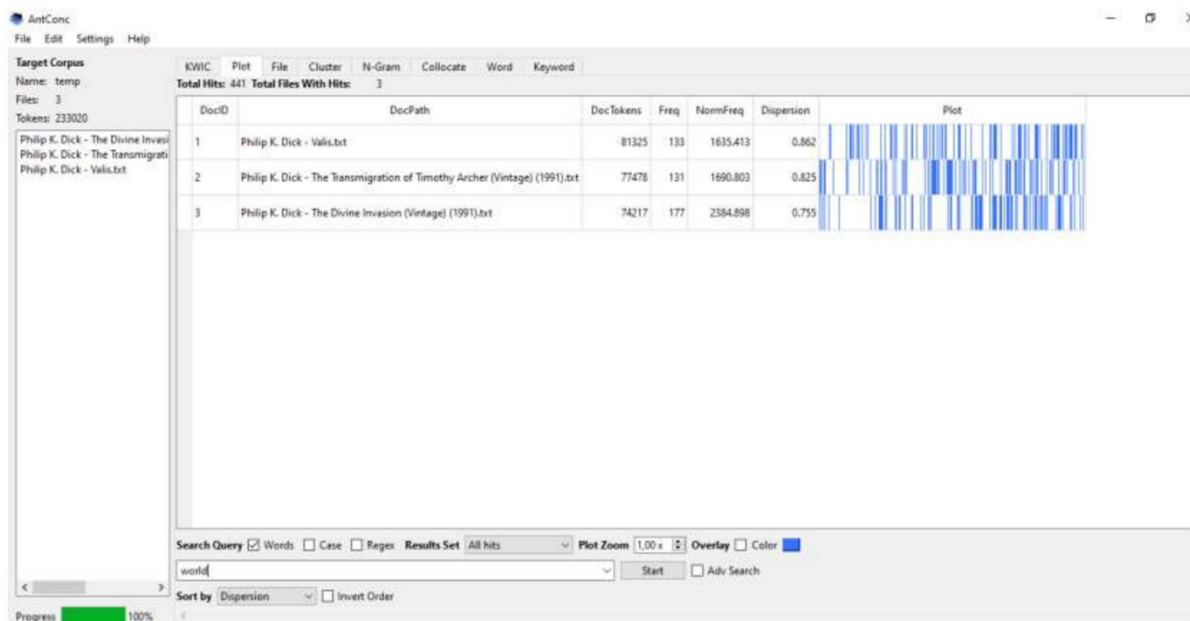 AntConc
File Edit Settings Help
Target Corpus
Name: temp
Files: 3
Tokens: 233020
Philip K. Dick - The Divine Invasi
Philip K. Dick - The Transmigrati
Philip K. Dick - Valis.txt
Progress 100%
KWIC Plot File Cluster N-Gram Collocate Word Keyword
Total Hits: 441 Total Files With Hits: 3
DocID DocPath DocTokens Freq NormFreq Dispersion Plot
1 Philip K. Dick - Valis.txt 81325 133 1635.413 0.862
2 Philip K. Dick - The Transmigration of Timothy Archer (Vintage) (1991).txt 77478 131 1690.803 0.825
3 Philip K. Dick - The Divine Invasion (Vintage) (1991).txt 74217 177 2384.898 0.755
Search Query Words Case Regex Results Set All hits Plot Zoom 1,00 x Overlay Color
world Start Adv Search
Sort by Dispersion Invert Order